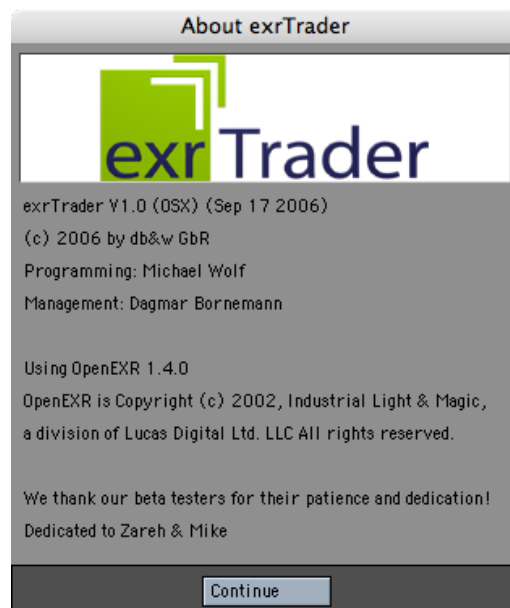 About exrTrader
exrTrader
exrTrader V1.0 (OSX) (Sep 17 2006)
(c) 2006 by db&w GbR
Programming: Michael Wolf
Management: Dagmar Bornemann
Using OpenEXR 1.4.0
OpenEXR is Copyright (c) 2002, Industrial Light & Magic,
a division of Lucas Digital Ltd. LLC All rights reserved.
We thank our beta testers for their patience and dedication!
Dedicated to Zareh & Mike
Continue